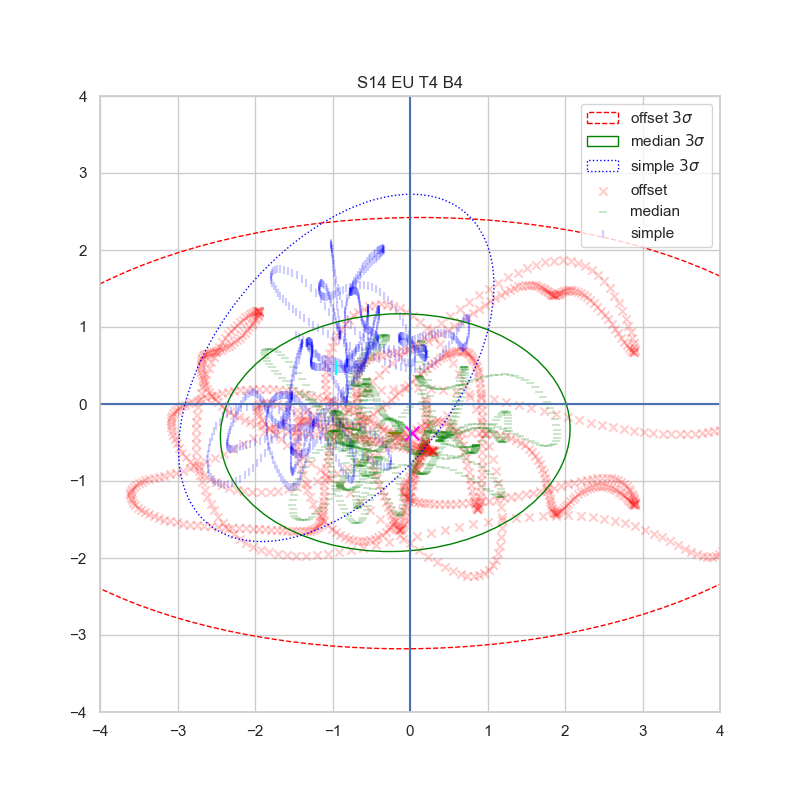 S14 EU T4 B4
offset 3σ
median 3σ
simple 3σ
offset
median
simple
4
3
2
1
0
−1
−2
−3
−4
−4 −3 −2 −1 0 1 2 3 4